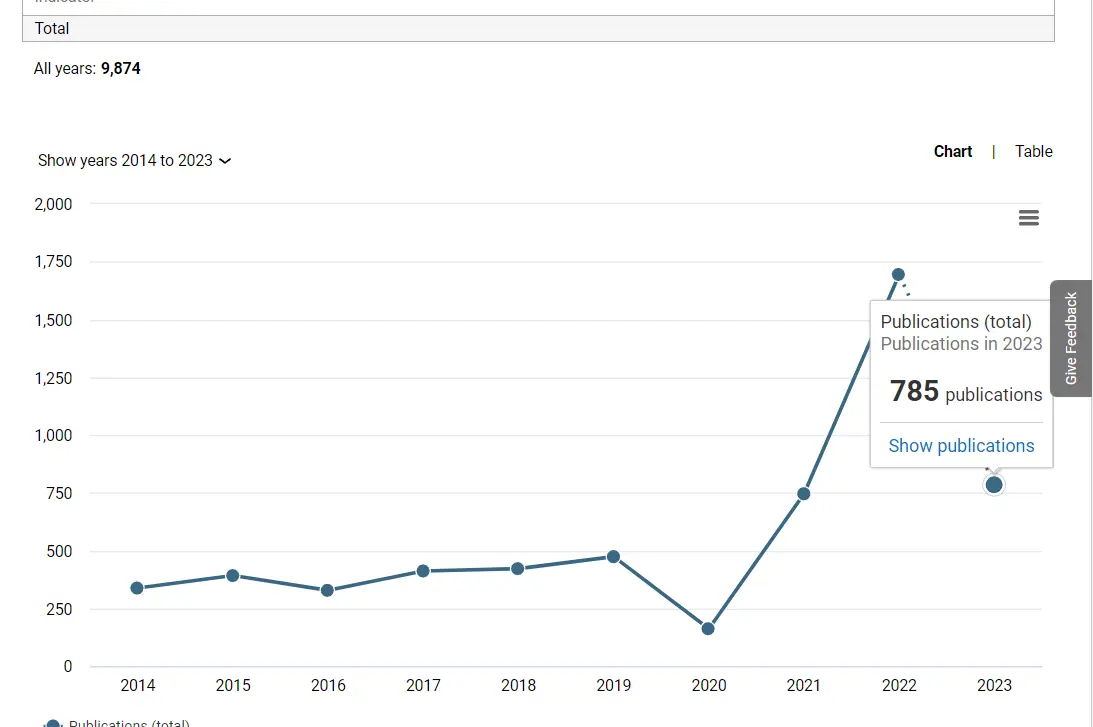 Indicator
Total
All years: 9,874
Show years 2014 to 2023
Chart | Table
2,000
1,750
1,500
1,250
1,000
750
500
250
0
Publications (total)
Publications in 2023
785 publications
Show publications
Give Feedback
2014 2015 2016 2017 2018 2019 2020 2021 2022 2023
Publications (total)